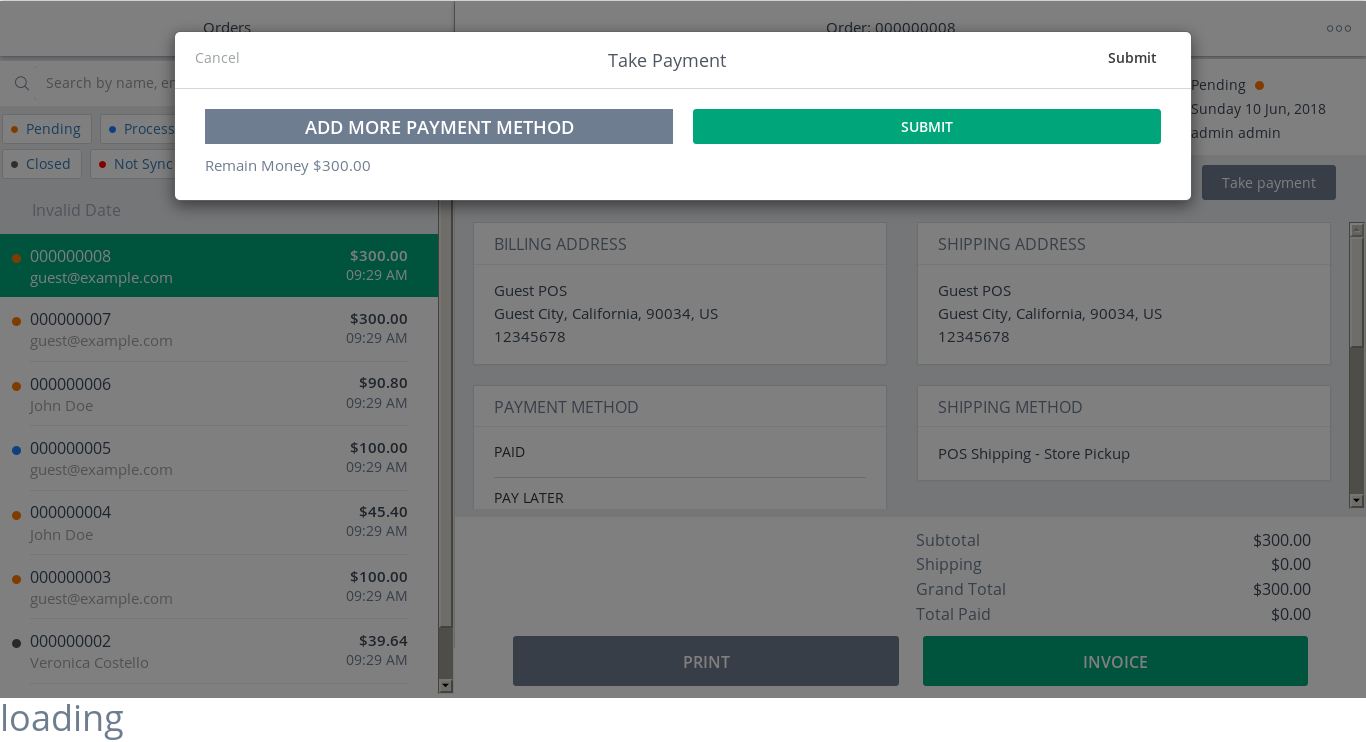 Orders
Order: 000000008
Cancel
Take Payment
Submit
ADD MORE PAYMENT METHOD
SUBMIT
Remain Money $300.00
Search by name, em
Pending
Process
Closed
Not Sync
Invalid Date
000000008
$300.00
guest@example.com
09:29 AM
000000007
$300.00
guest@example.com
09:29 AM
000000006
$90.80
John Doe
09:29 AM
000000005
$100.00
guest@example.com
09:29 AM
000000004
$45.40
John Doe
09:29 AM
000000003
$100.00
guest@example.com
09:29 AM
000000002
$39.64
Veronica Costello
09:29 AM
Pending
Sunday 10 Jun, 2018
admin admin
Take payment
BILLING ADDRESS
Guest POS
Guest City, California, 90034, US
12345678
SHIPPING ADDRESS
Guest POS
Guest City, California, 90034, US
12345678
PAYMENT METHOD
PAID
PAY LATER
SHIPPING METHOD
POS Shipping - Store Pickup
Subtotal $300.00
Shipping $0.00
Grand Total $300.00
Total Paid $0.00
PRINT
INVOICE
loading